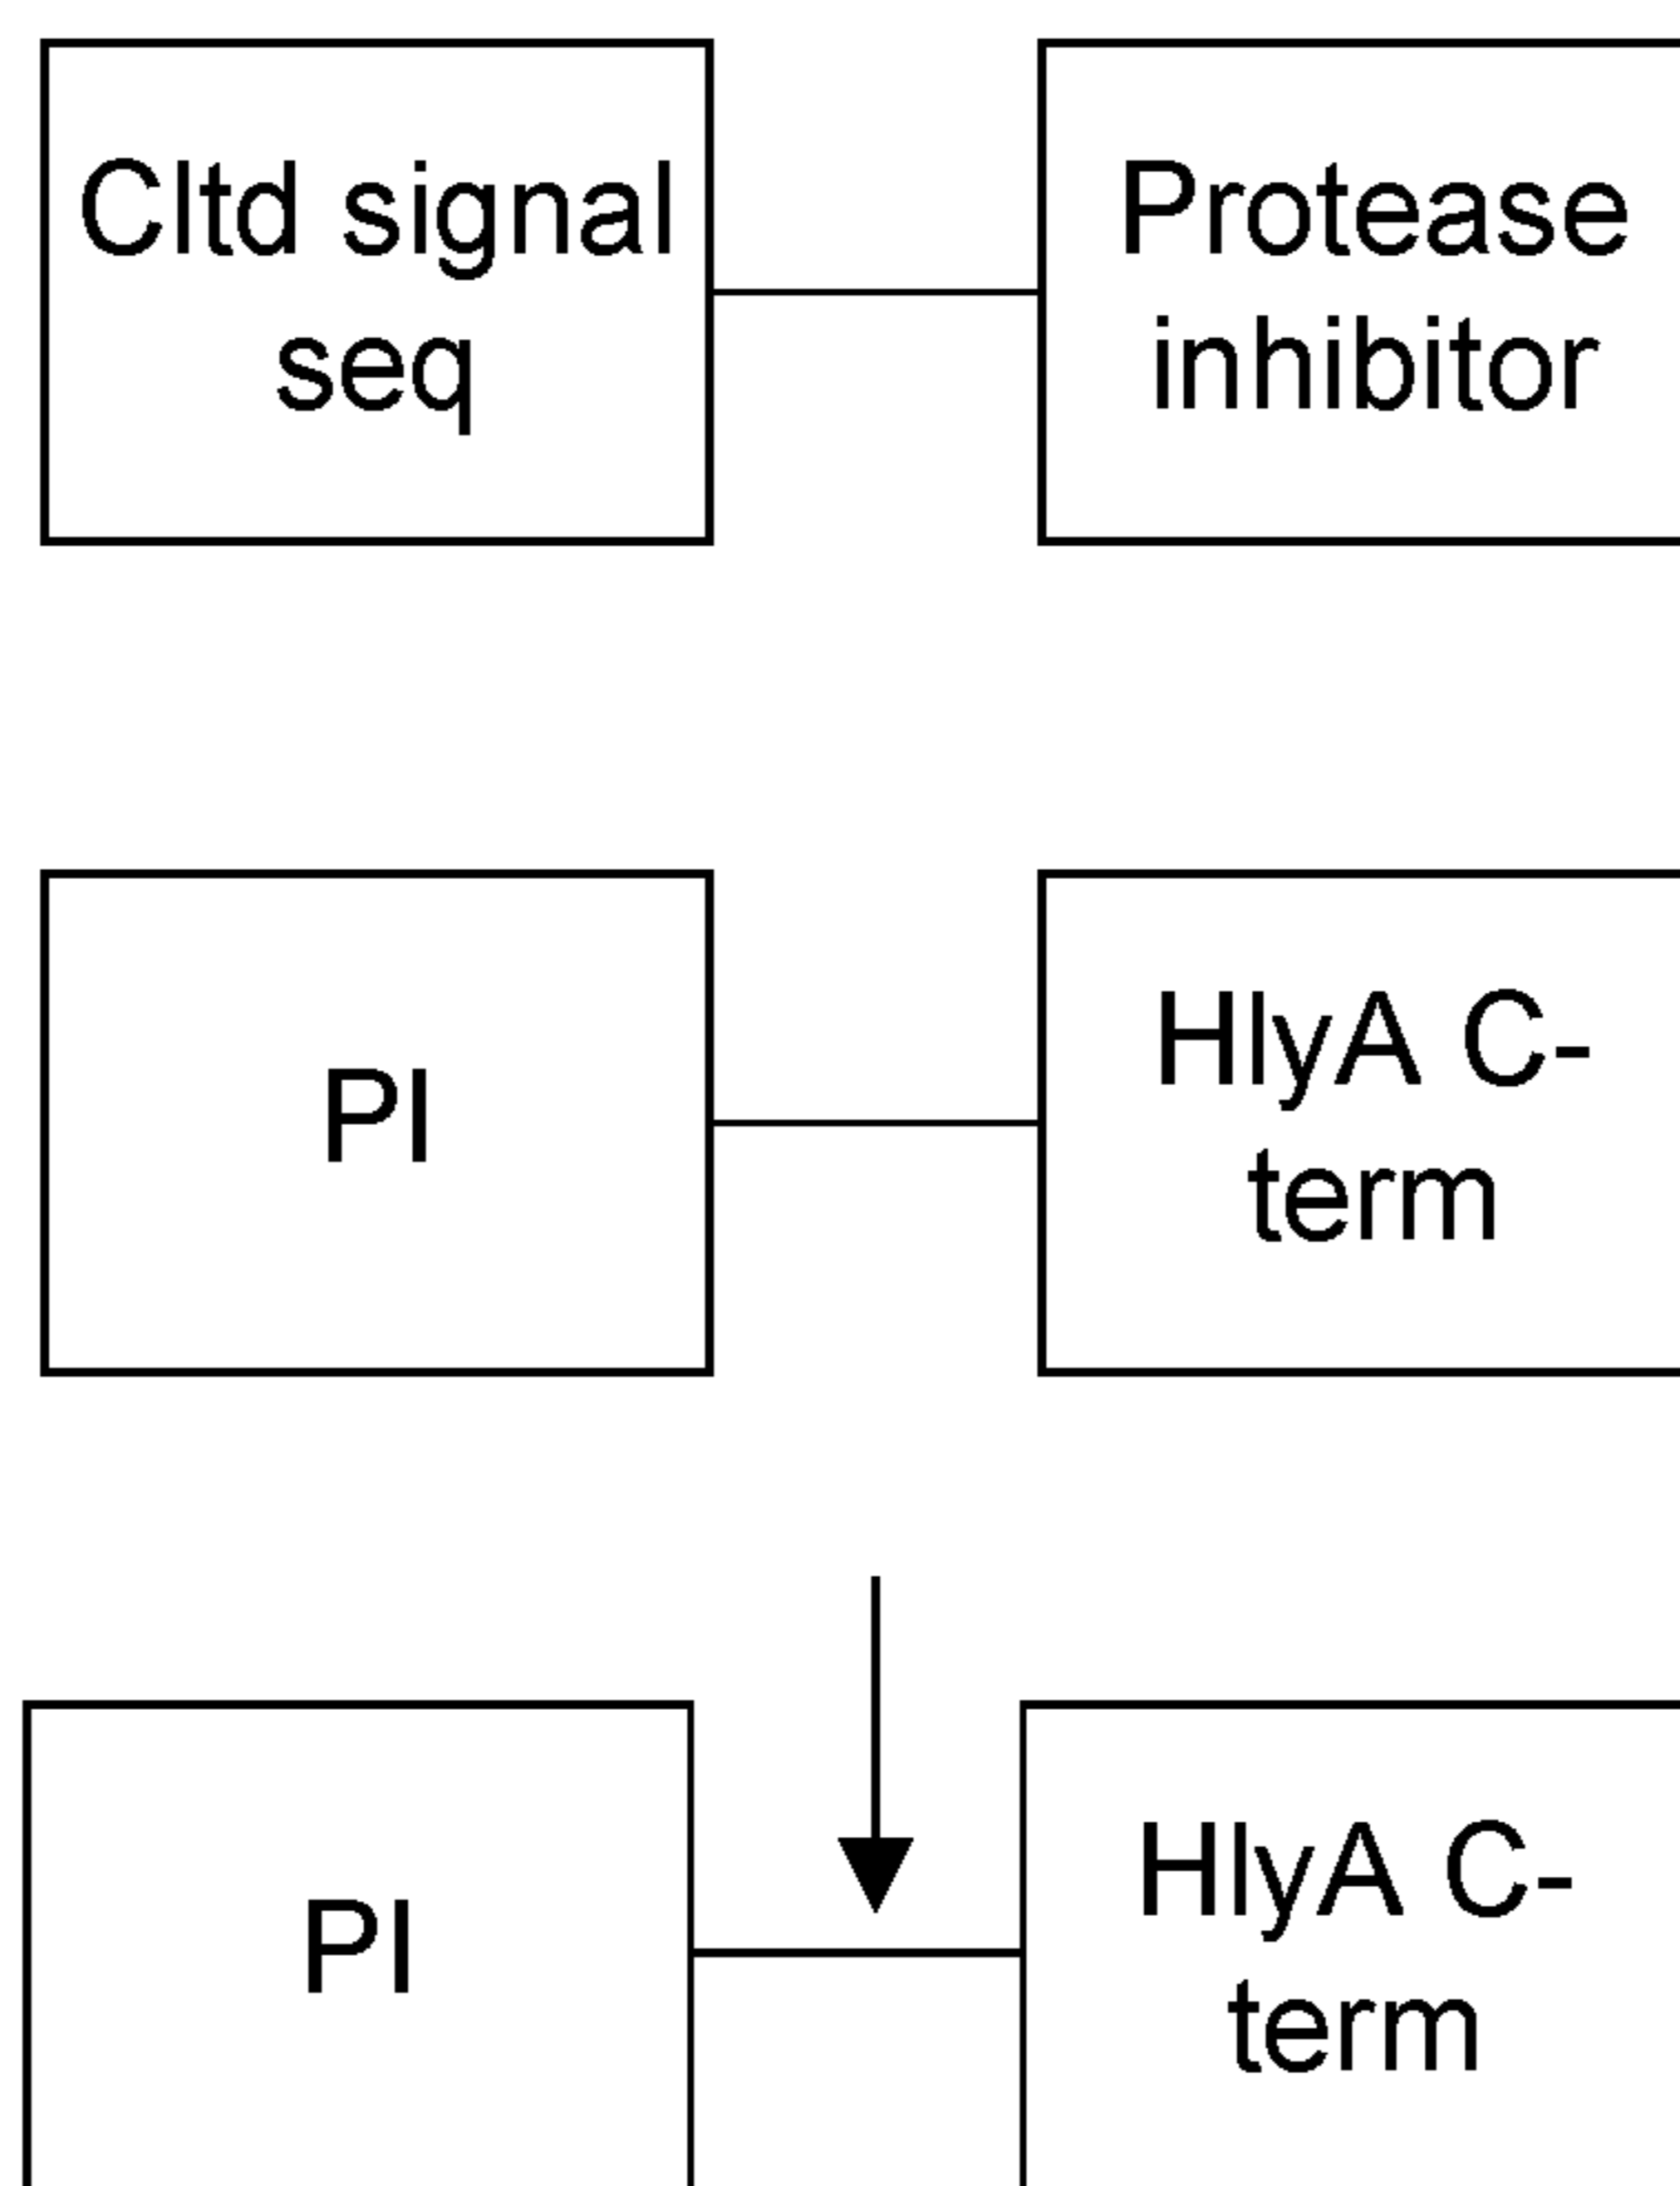 Cltd signal
seq
Protease
inhibitor
PI
HlyA C-
term
PI
HlyA C-
term